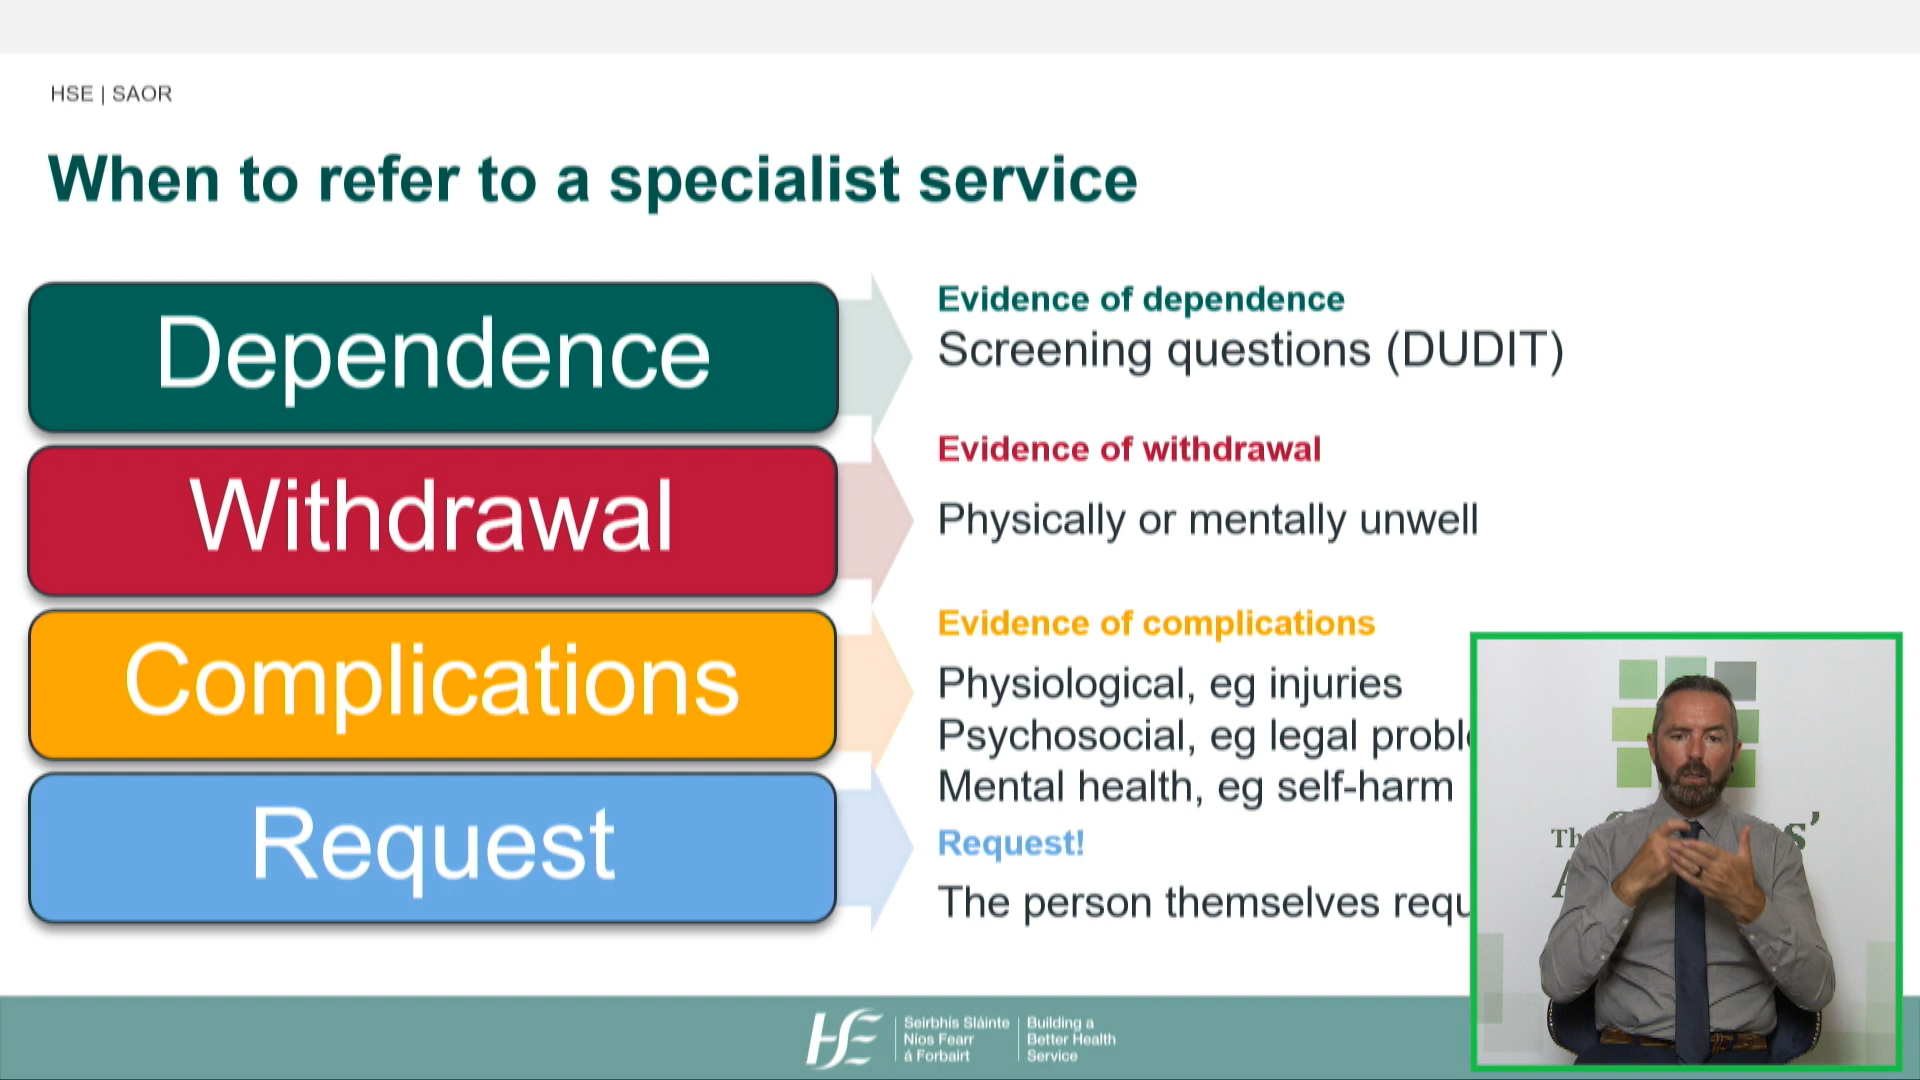 HSE | SAOR
When to refer to a specialist service
Dependence
Evidence of dependence
Screening questions (DUDIT)
Withdrawal
Evidence of withdrawal
Physically or mentally unwell
Complications
Evidence of complications
Physiological, eg injuries
Psychosocial, eg legal
Mental health, eg self-harm
Request
Request!
The person themselves
Seirbhís Sláinte
Níos Fearr
á Forbairt
Building a
Better Health
Service